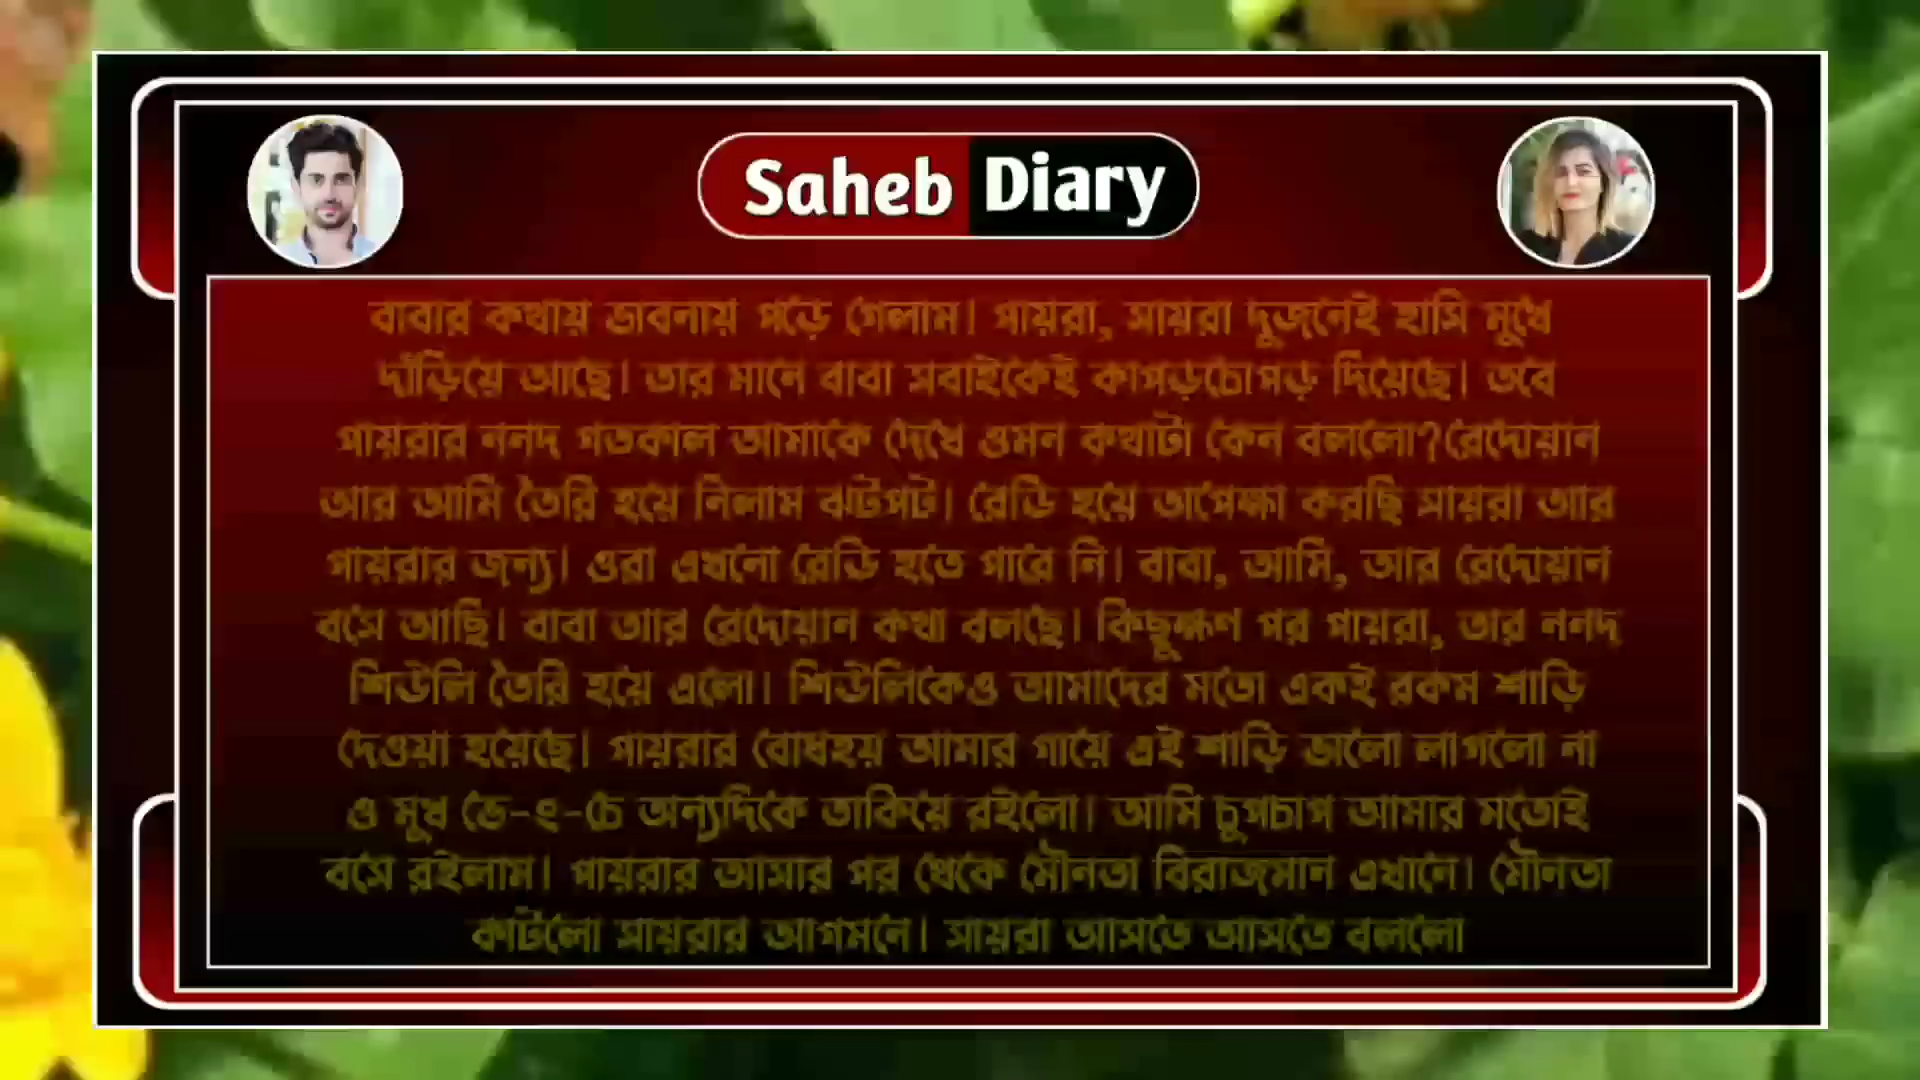 Saheb Diary
বাবার কথায় ভাবনায় পড়ে গেলাম। পায়রা, সায়রা দুজনেই হাসি মুখে
দাঁড়িয়ে আছে। তার মানে বাবা সবাইকেই কাপড়চোপড় দিয়েছে। তবে
পায়রার ননদ গতকাল আমাকে দেখে ওমন কথাটা কেন বললো?রেদোয়ান
আর আমি তৈরি হয়ে নিলাম ঝটপট। রেডি হয়ে অপেক্ষা করছি সায়রা আর
পায়রার জন্য। ওরা এখনো রেডি হতে পারে নি। বাবা, আমি, আর রেদোয়ান
বসে আছি। বাবা আর রেদোয়ান কথা বলছে। কিছুক্ষণ পর পায়রা, তার ননদ
শিউলি তৈরি হয়ে এলো। শিউলিকেও আমাদের মতো একই রকম শাড়ি
দেওয়া হয়েছে। পায়রার বোধহয় আমার গায়ে এই শাড়ি ভালো লাগলো না
ও মুখ ভে-ং-চে অন্যদিকে তাকিয়ে রইলো। আমি চুপচাপ আমার মতোই
বসে রইলাম। পায়রার আসার পর থেকে মৌনতা বিরাজমান এখানে। মৌনতা
কাটলো সায়রার আগমনে। সায়রা আসতে আসতে বললো